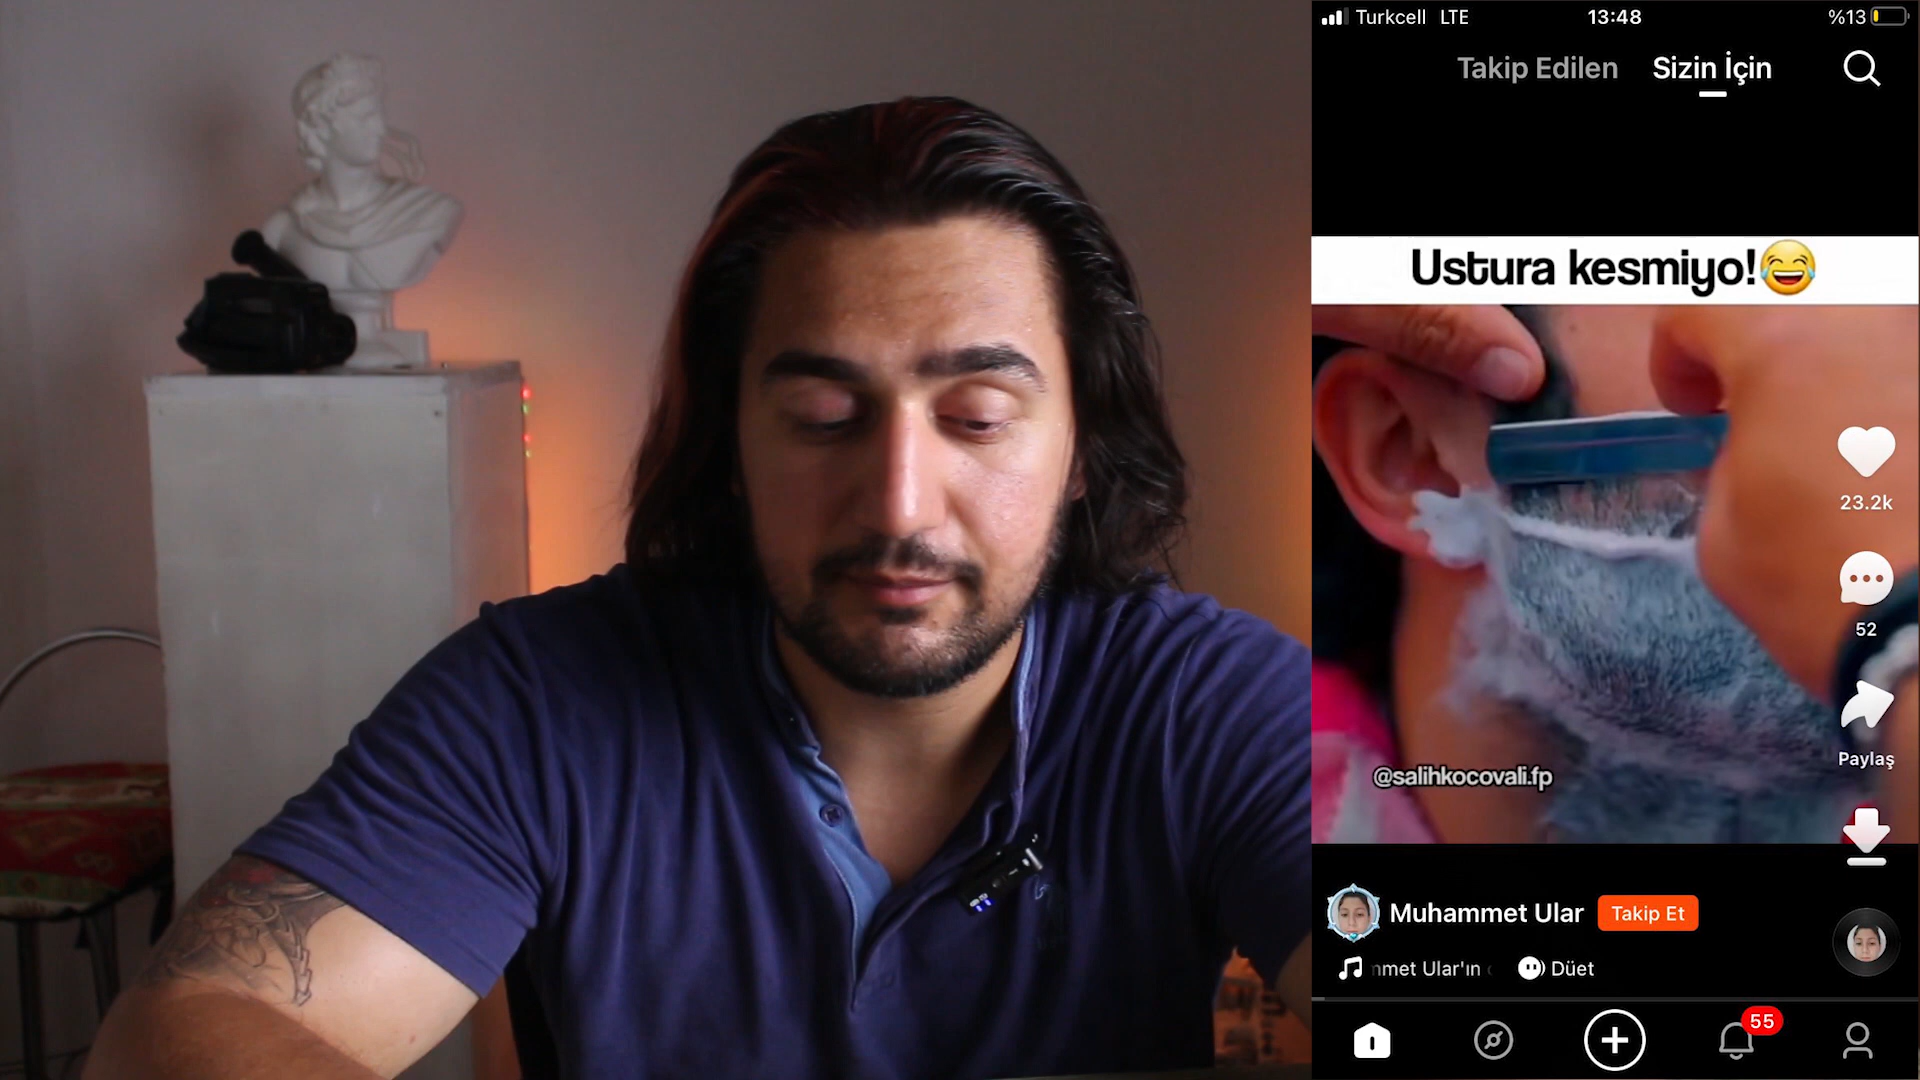 Turkcell LTE 13:48 %13
Takip Edilen Sizin İçin
Ustura kesmiyo!😂
23.2k
52
Paylaş
@salihkocovali.fp
Muhammet Ular Takip Et
mmet Ular'ın Düet
55